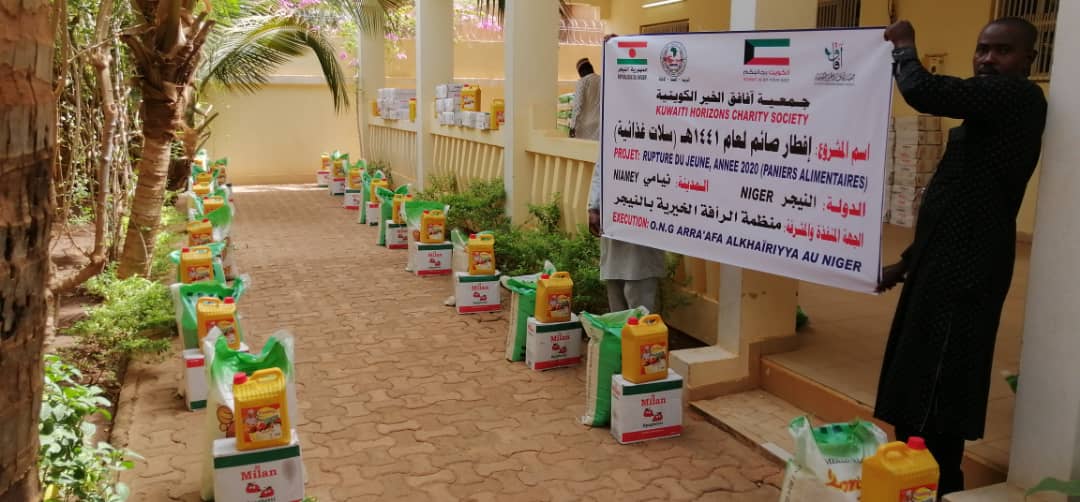 الكويت بجانبكم
جمعية آفاق الخير الكويتية
KUWAITI HORIZONS CHARITY SOCIETY
اسم المشروع: إفطار صائم لعام ١٤٤١هـ (سلات غذائية)
PROJET: RUPTURE DU JEUNE, ANNEE 2020 (PANIERS ALIMENTAIRES)
الدولة: النيجر NIGER المدينة: نيامي NIAMEY
الجهة المنفذة والمشرفة: منظمة الرأفة الخيرية بالنيجر
EXECUTION: O.N.G ARRA'AFA ALKHAÏRIYYA AU NIGER
Milan
Milan
Milan
Milan